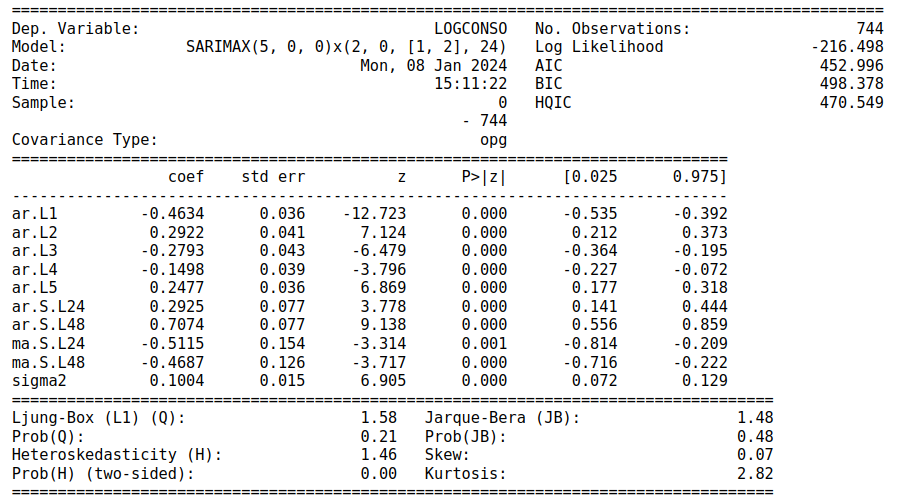 ==============================================================================================
Dep. Variable:                                LOGCONSO   No. Observations:                  744
Model:             SARIMAX(5, 0, 0)x(2, 0, [1, 2], 24)   Log Likelihood                -216.498
Date:                                Mon, 08 Jan 2024   AIC                            452.996
Time:                                        15:11:22   BIC                            498.378
Sample:                                             0   HQIC                           470.549
                                                - 744
Covariance Type:                                  opg
==============================================================================
                 coef    std err          z      P>|z|      [0.025      0.975]
------------------------------------------------------------------------------
ar.L1         -0.4634      0.036    -12.723      0.000      -0.535      -0.392
ar.L2          0.2922      0.041      7.124      0.000       0.212       0.373
ar.L3         -0.2793      0.043     -6.479      0.000      -0.364      -0.195
ar.L4         -0.1498      0.039     -3.796      0.000      -0.227      -0.072
ar.L5          0.2477      0.036      6.869      0.000       0.177       0.318
ar.S.L24       0.2925      0.077      3.778      0.000       0.141       0.444
ar.S.L48       0.7074      0.077      9.138      0.000       0.556       0.859
ma.S.L24      -0.5115      0.154     -3.314      0.001      -0.814      -0.209
ma.S.L48      -0.4687      0.126     -3.717      0.000      -0.716      -0.222
sigma2         0.1004      0.015      6.905      0.000       0.072       0.129
===================================================================================
Ljung-Box (L1) (Q):                   1.58   Jarque-Bera (JB):                 1.48
Prob(Q):                              0.21   Prob(JB):                         0.48
Heteroskedasticity (H):               1.46   Skew:                             0.07
Prob(H) (two-sided):                  0.00   Kurtosis:                         2.82
===================================================================================